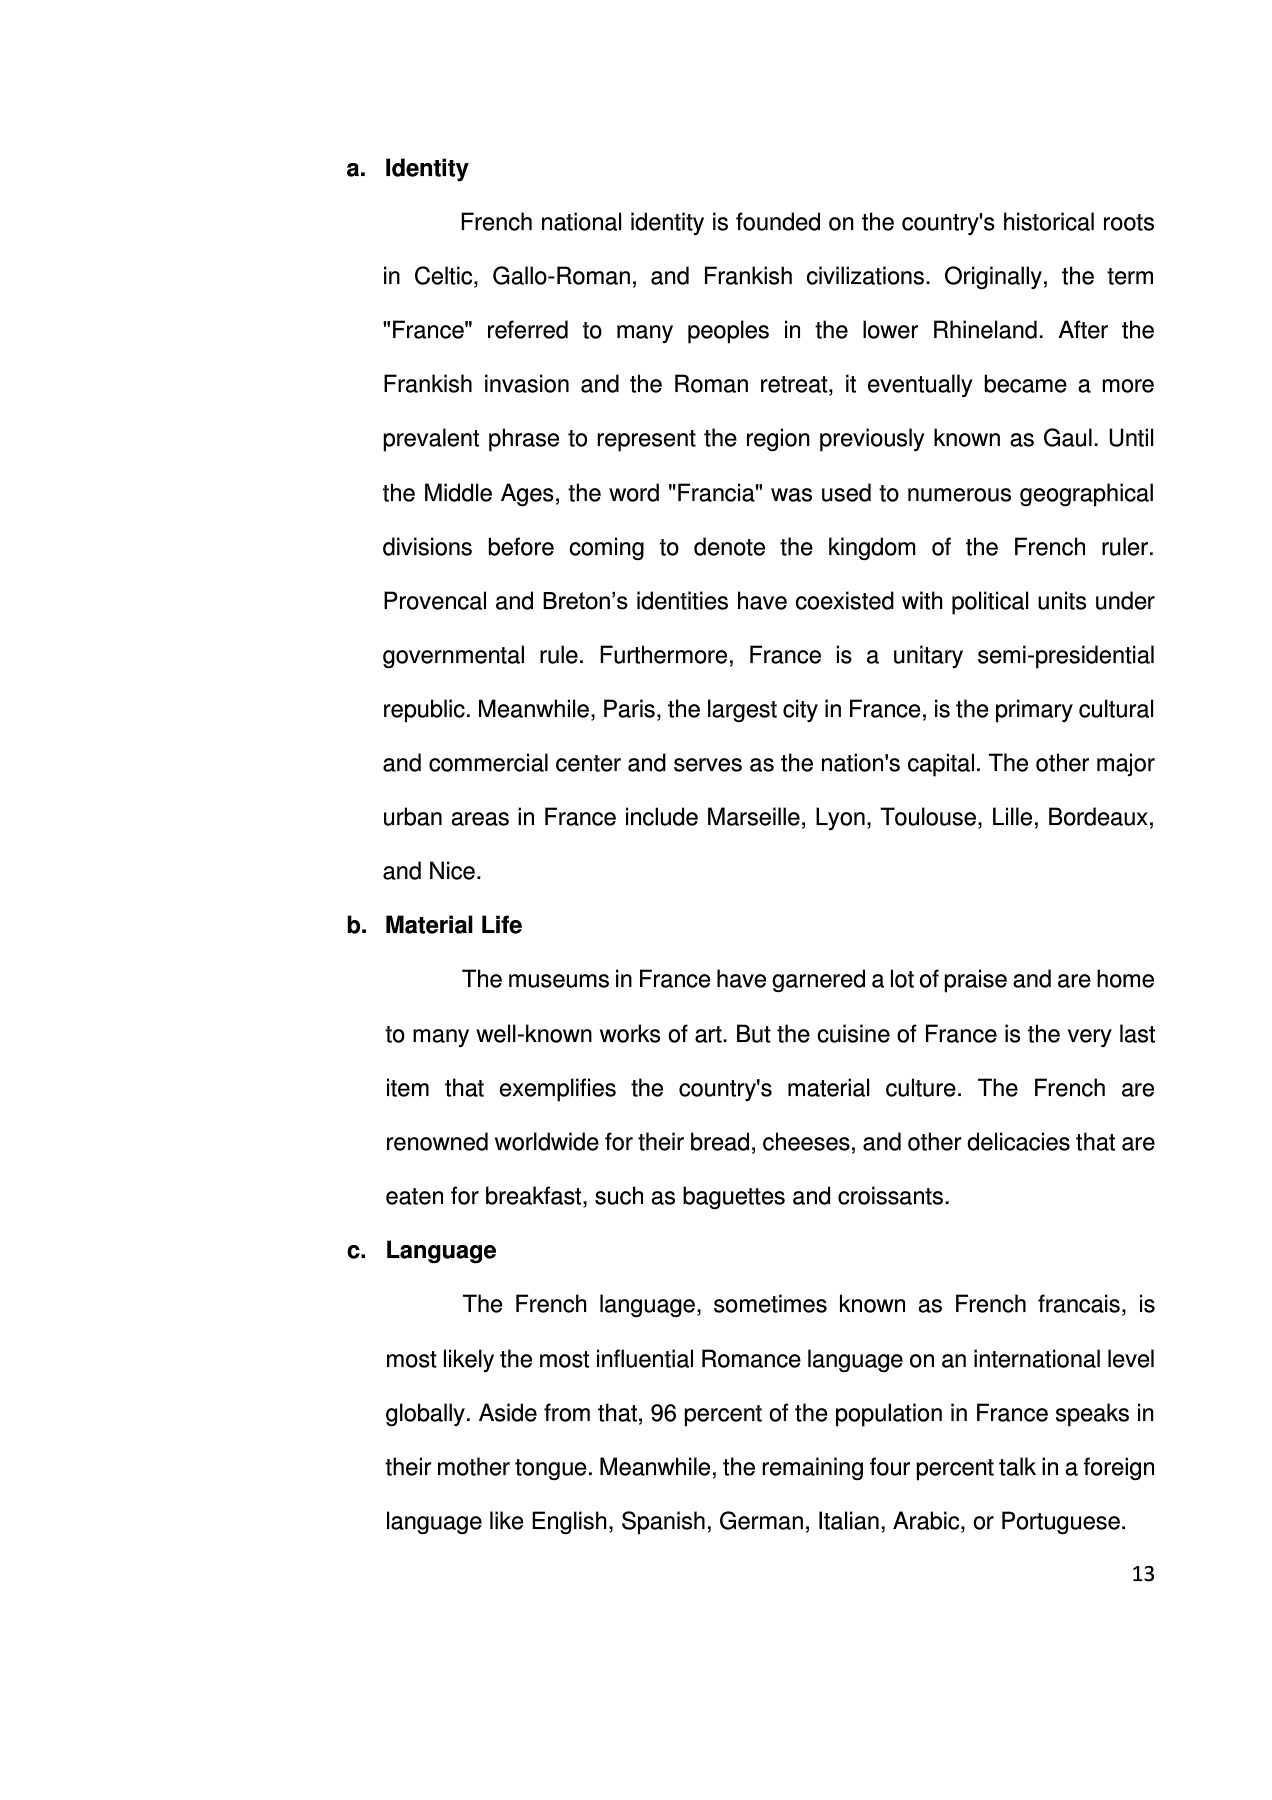 a. Identity
French national identity is founded on the country's historical roots
in Celtic, Gallo-Roman, and Frankish civilizations. Originally, the term
"France" referred to many peoples in the lower Rhineland. After the
Frankish invasion and the Roman retreat, it eventually became a more
prevalent phrase to represent the region previously known as Gaul. Until
the Middle Ages, the word "Francia" was used to numerous geographical
divisions before coming to denote the kingdom of the French ruler.
Provencal and Breton’s identities have coexisted with political units under
governmental rule. Furthermore, France is a unitary semi-presidential
republic. Meanwhile, Paris, the largest city in France, is the primary cultural
and commercial center and serves as the nation's capital. The other major
urban areas in France include Marseille, Lyon, Toulouse, Lille, Bordeaux,
and Nice.
b. Material Life
The museums in France have garnered a lot of praise and are home
to many well-known works of art. But the cuisine of France is the very last
item that exemplifies the country's material culture. The French are
renowned worldwide for their bread, cheeses, and other delicacies that are
eaten for breakfast, such as baguettes and croissants.
c. Language
The French language, sometimes known as French francais, is
most likely the most influential Romance language on an international level
globally. Aside from that, 96 percent of the population in France speaks in
their mother tongue. Meanwhile, the remaining four percent talk in a foreign
language like English, Spanish, German, Italian, Arabic, or Portuguese.
13